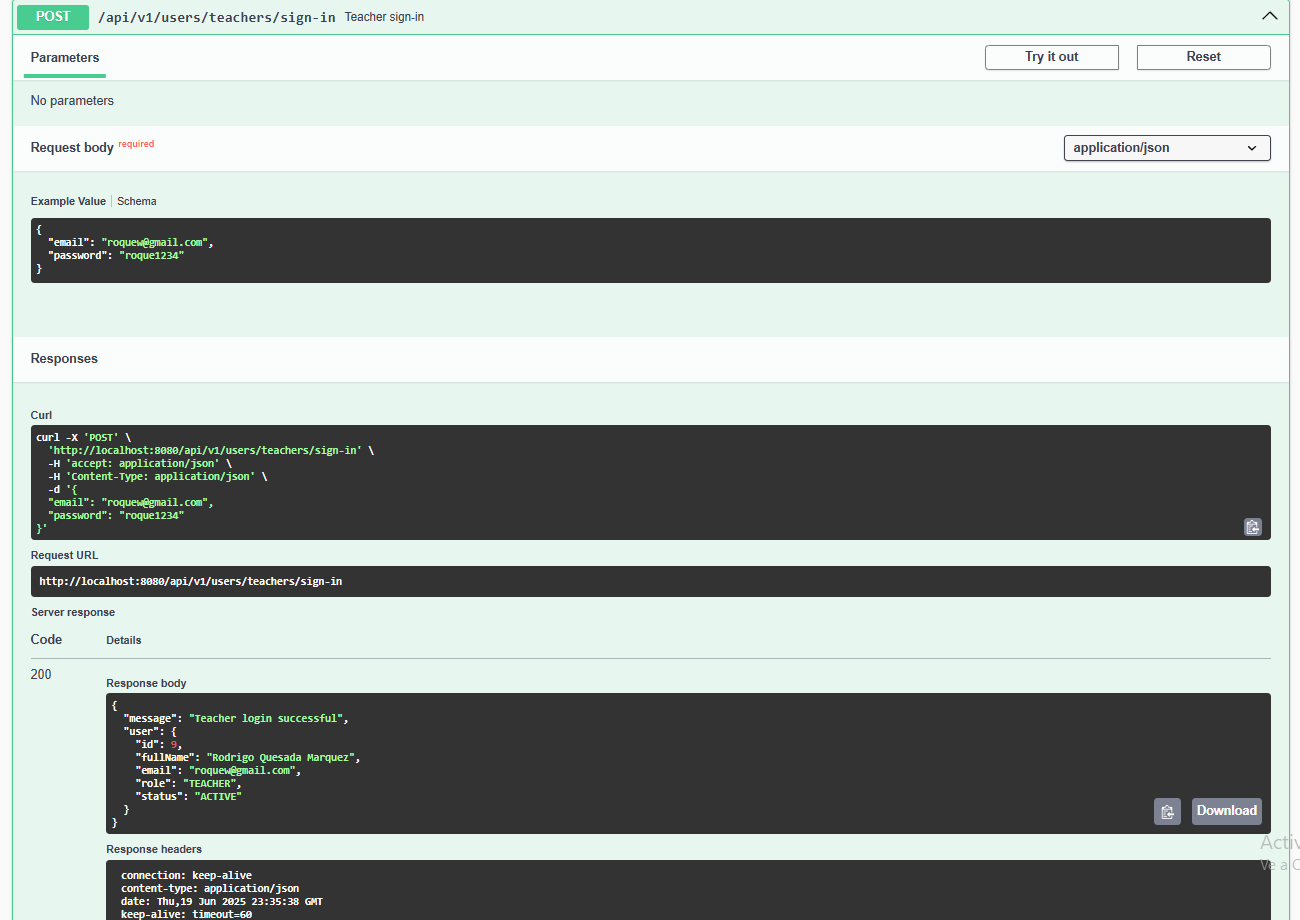 POST /api/v1/users/teachers/sign-in Teacher sign-in
Parameters Try it out Reset
No parameters
Request body required application/json
Example Value Schema
{
"email": "roquew@gmail.com",
"password": "roque1234"
}
Responses
Curl
curl -X 'POST' \
'http://localhost:8080/api/v1/users/teachers/sign-in' \
-H 'accept: application/json' \
-H 'Content-Type: application/json' \
-d '{
"email": "roquew@gmail.com",
"password": "roque1234"
}'
Request URL
http://localhost:8080/api/v1/users/teachers/sign-in
Server response
Code Details
200
Response body
{
"message": "Teacher login successful",
"user": {
"id": 9,
"fullName": "Rodrigo Quesada Marquez",
"email": "roquew@gmail.com",
"role": "TEACHER",
"status": "ACTIVE"
}
}
Download
Response headers
connection: keep-alive
content-type: application/json
date: Thu,19 Jun 2025 23:35:38 GMT
keep-alive: timeout=60
Activ
Ve a C